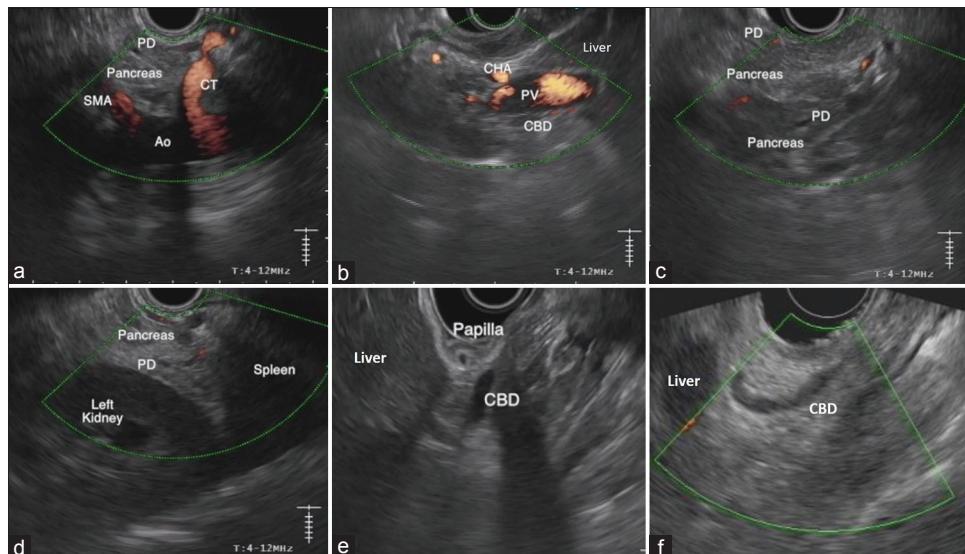 PD
Pancreas
CT
SMA
Ao
T:4-12MHz
a
Liver
CHA
PV
CBD
T:4-12MHz
b
PD
Pancreas
PD
Pancreas
T:4-12MHz
c
Pancreas
PD
Spleen
Left
Kidney
T:4-12MHz
d
Papilla
Liver
CBD
e
Liver
CBD
f